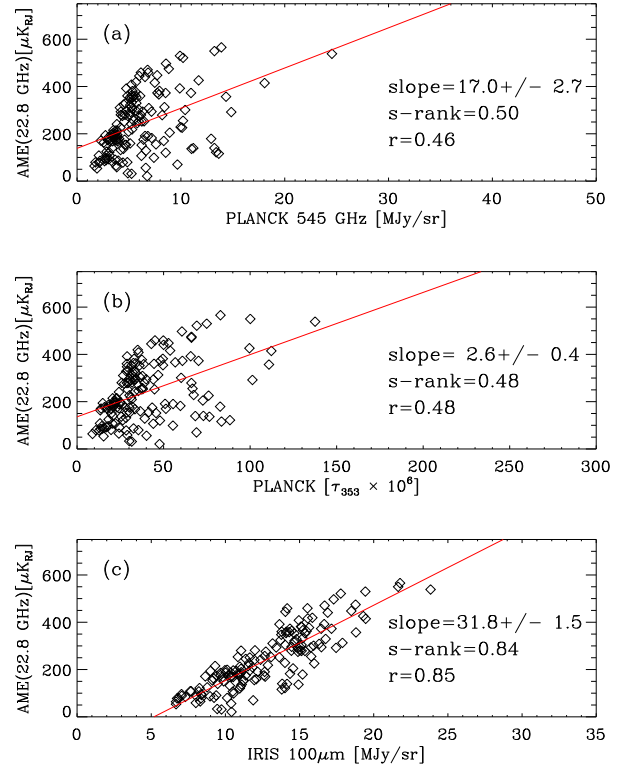 (a)
AME(22.8 GHz)[μK_RJ]
600
400
200
0
slope=17.0+/- 2.7
s-rank=0.50
r=0.46
0 10 20 30 40 50
PLANCK 545 GHz [MJy/sr]
(b)
AME(22.8 GHz)[μK_RJ]
600
400
200
0
slope= 2.6+/- 0.4
s-rank=0.48
r=0.48
0 50 100 150 200 250 300
PLANCK [τ_353 × 10^6]
(c)
AME(22.8 GHz)[μK_RJ]
600
400
200
0
slope=31.8+/- 1.5
s-rank=0.84
r=0.85
0 5 10 15 20 25 30 35
IRIS 100μm [MJy/sr]